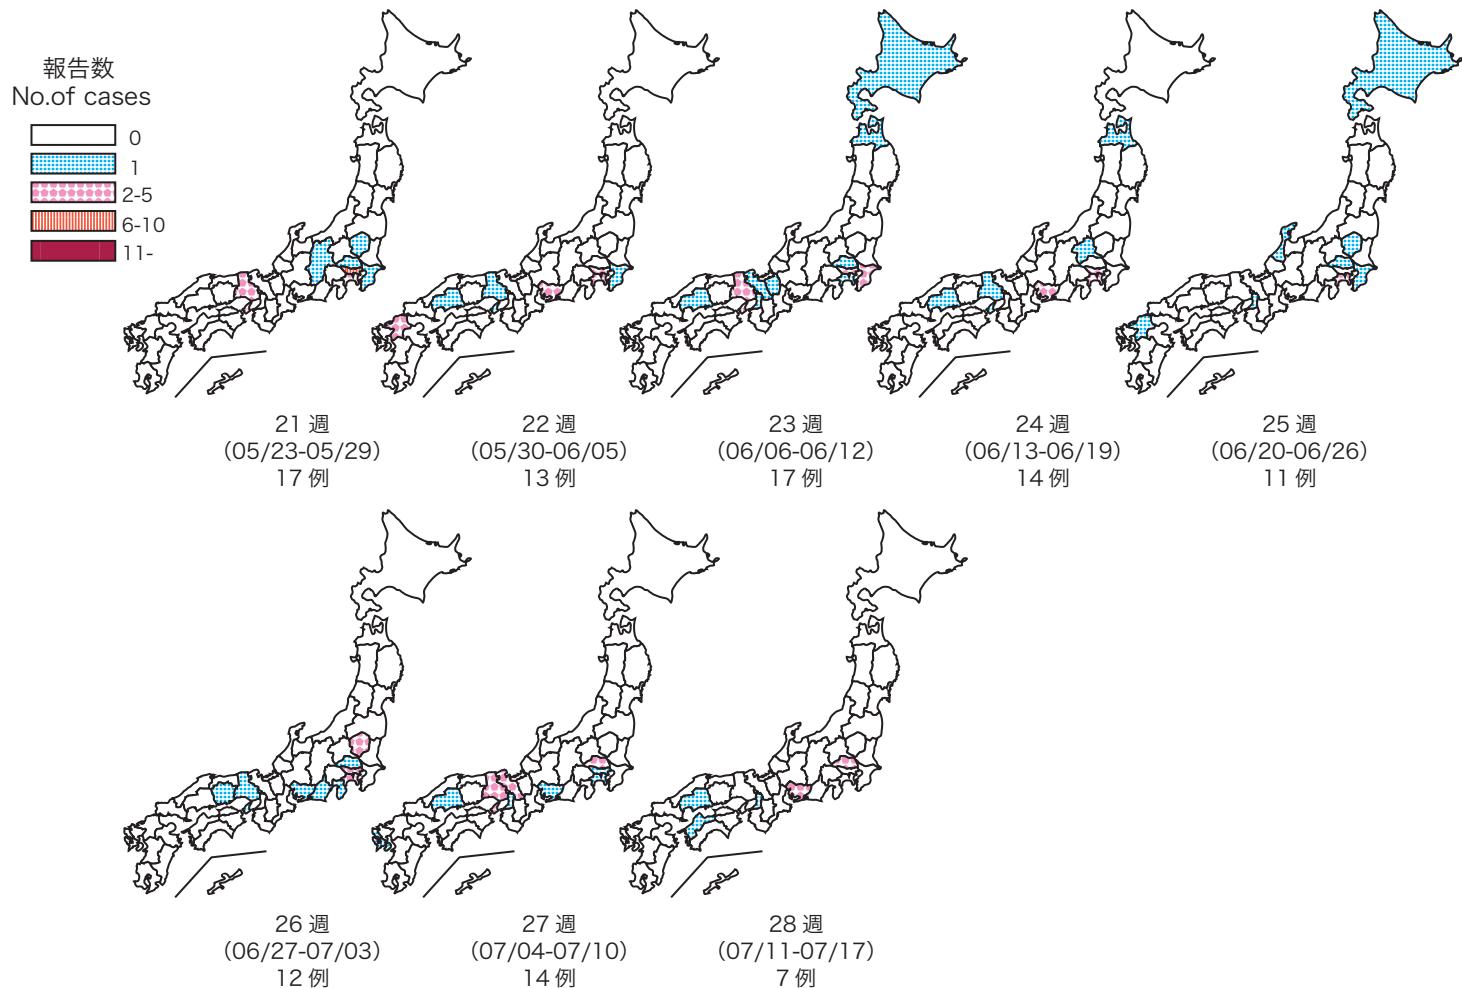 報告数
No.of cases
0
1
2-5
6-10
11-
21 週
(05/23-05/29)
17 例
22 週
(05/30-06/05)
13 例
23 週
(06/06-06/12)
17 例
24 週
(06/13-06/19)
14 例
25 週
(06/20-06/26)
11 例
26 週
(06/27-07/03)
12 例
27 週
(07/04-07/10)
14 例
28 週
(07/11-07/17)
7 例